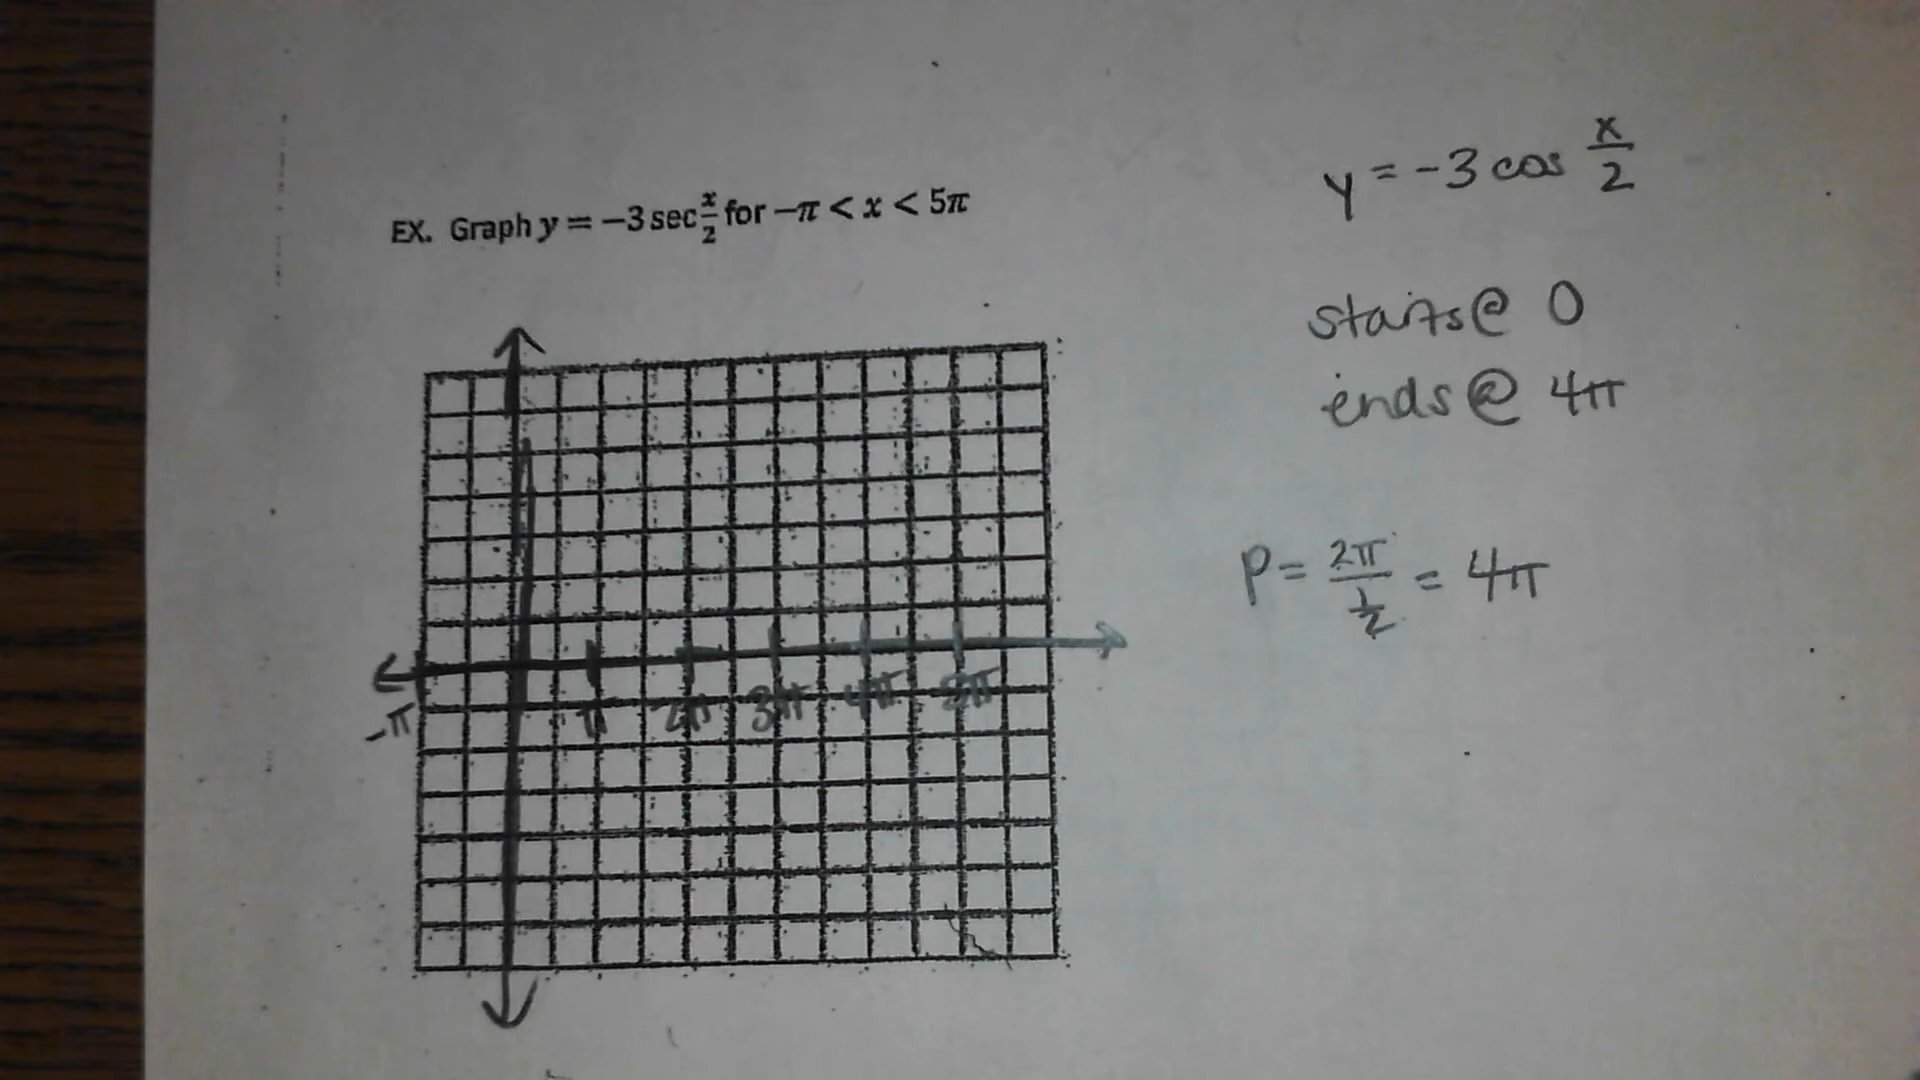 y = -3 cos x/2
EX. Graph y = −3 sec x/2 for −π < x < 5π
starts @ 0
ends @ 4π
P = 2π/½ = 4π
-π π 2π 3π 4π 5π